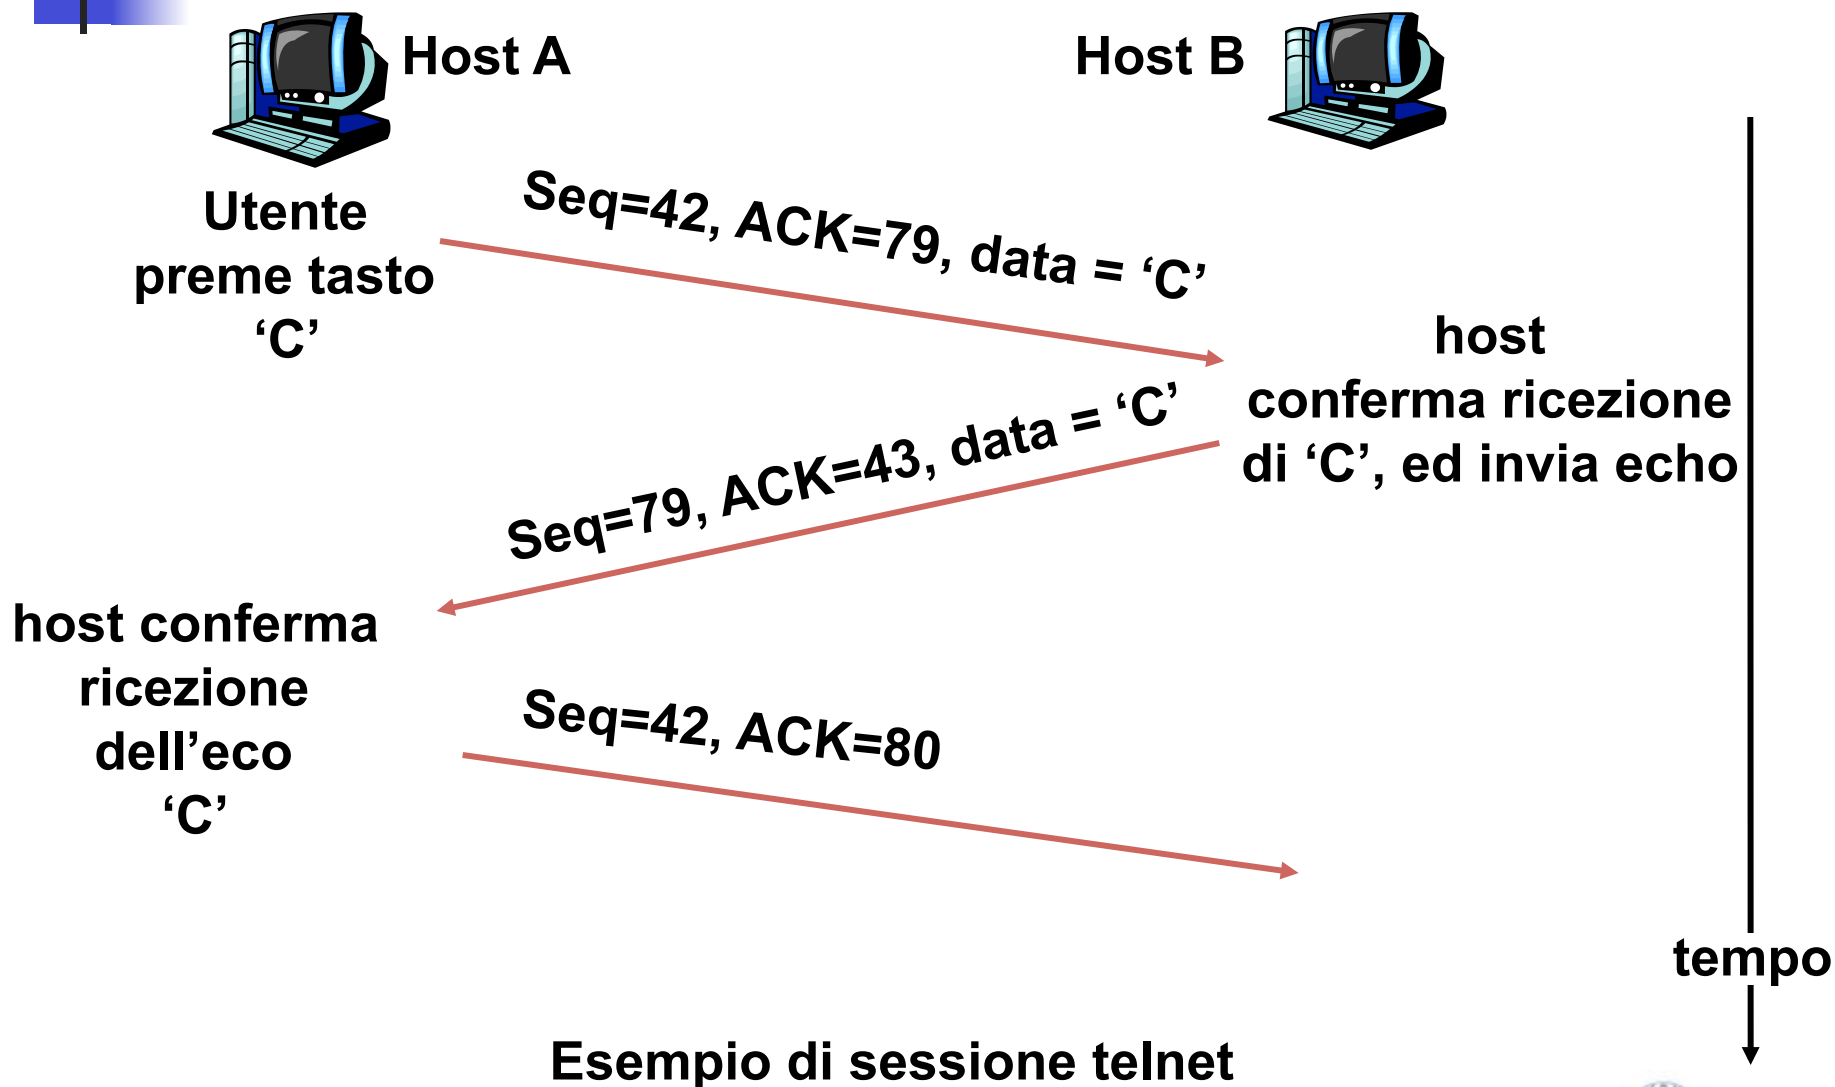 Host A
Host B
Utente
preme tasto
‘C’
Seq=42, ACK=79, data = ‘C’
host
conferma ricezione
di ‘C’, ed invia echo
Seq=79, ACK=43, data = ‘C’
host conferma
ricezione
dell’eco
‘C’
Seq=42, ACK=80
tempo
Esempio di sessione telnet